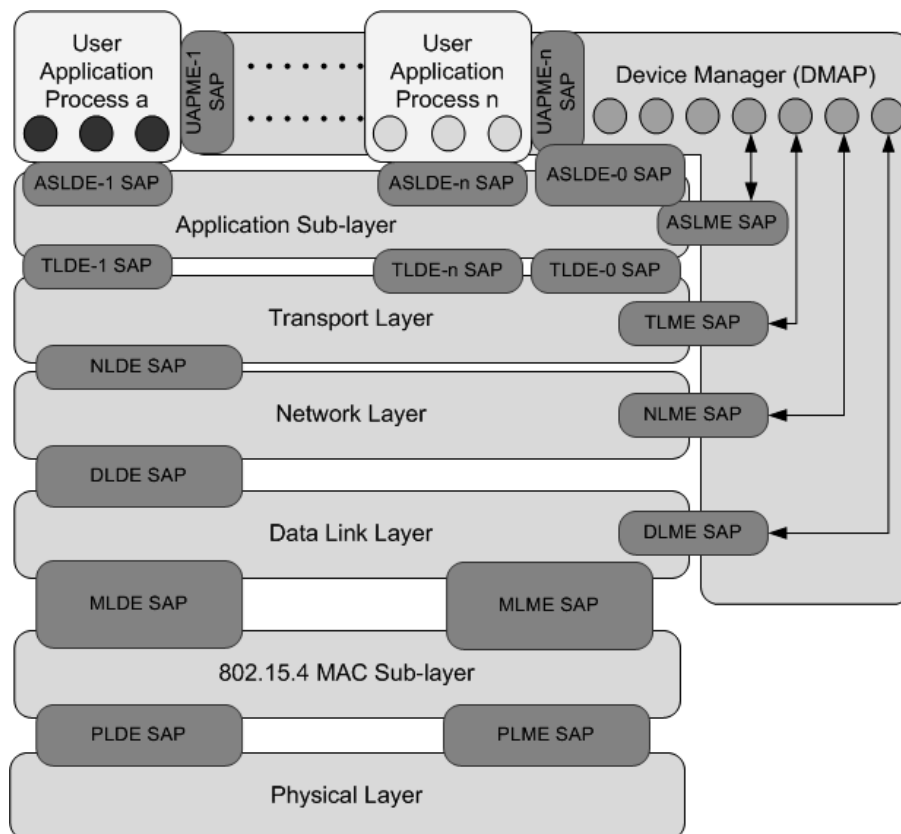 User
Application
Process a
UAPME-1
SAP
User
Application
Process n
UAPME-n
SAP
Device Manager (DMAP)
ASLDE-1 SAP
ASLDE-n SAP
ASLDE-0 SAP
Application Sub-layer
ASLME SAP
TLDE-1 SAP
TLDE-n SAP
TLDE-0 SAP
Transport Layer
TLME SAP
NLDE SAP
Network Layer
NLME SAP
DLDE SAP
Data Link Layer
DLME SAP
MLDE SAP
MLME SAP
802.15.4 MAC Sub-layer
PLDE SAP
PLME SAP
Physical Layer